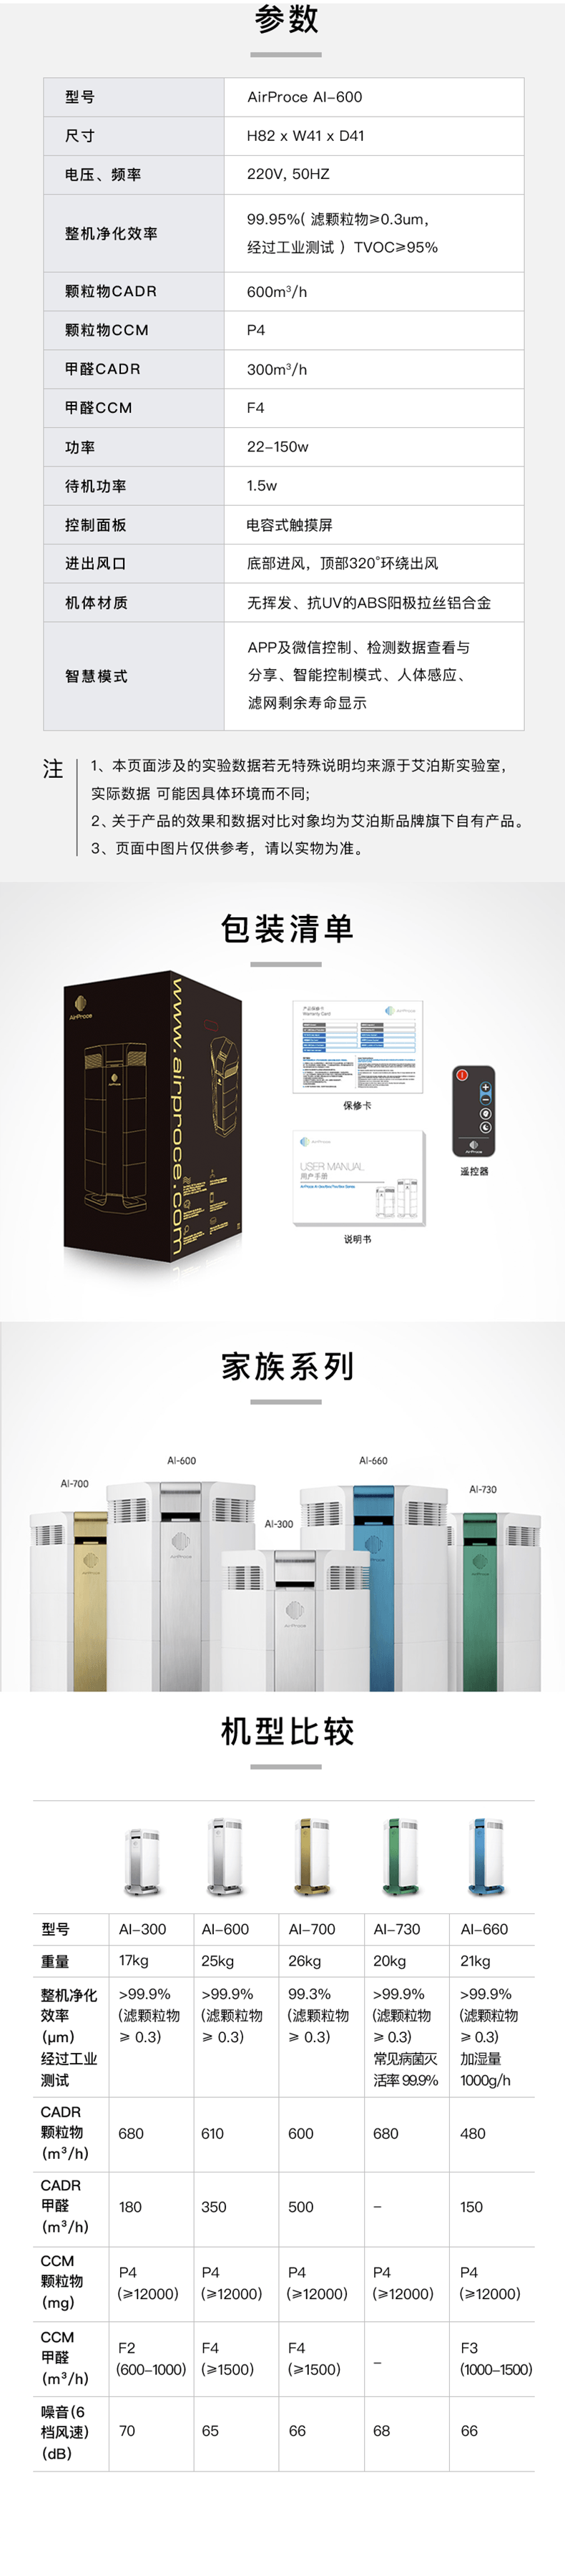 参数
型号 AirProce AI-600
尺寸 H82 x W41 x D41
电压、频率 220V, 50HZ
整机净化效率 99.95%( 滤颗粒物≥0.3um,
经过工业测试 ) TVOC≥95%
颗粒物CADR 600m³/h
颗粒物CCM P4
甲醛CADR 300m³/h
甲醛CCM F4
功率 22-150w
待机功率 1.5w
控制面板 电容式触摸屏
进出风口 底部进风，顶部320°环绕出风
机体材质 无挥发、抗UV的ABS阳极拉丝铝合金
智慧模式 APP及微信控制、检测数据查看与
分享、智能控制模式、人体感应、
滤网剩余寿命显示
注
1、本页面涉及的实验数据若无特殊说明均来源于艾泊斯实验室，
实际数据 可能因具体环境而不同;
2、关于产品的效果和数据对比对象均为艾泊斯品牌旗下自有产品。
3、页面中图片仅供参考，请以实物为准。
包装清单
AirProce
www.airproce.com
产品保修卡
Warranty Card
AirProce
保修卡
AirProce
USER MANUAL
用户手册
说明书
AirProce
遥控器
家族系列
AI-600
AI-660
AI-700
AI-730
AI-300
AirProce
AirProce
AirProce
AirProce
AirProce
机型比较
型号 AI-300 AI-600 AI-700 AI-730 AI-660
重量 17kg 25kg 26kg 20kg 21kg
整机净化 >99.9% >99.9% 99.3% >99.9% >99.9%
效率 (滤颗粒物 (滤颗粒物 (滤颗粒物 (滤颗粒物 (滤颗粒物
(μm) ≥ 0.3) ≥ 0.3) ≥ 0.3) ≥ 0.3) ≥ 0.3)
经过工业 常见病菌灭 加湿量
测试 活率 99.9% 1000g/h
CADR
颗粒物 680 610 600 680 480
(m³/h)
CADR
甲醛 180 350 500 – 150
(m³/h)
CCM P4 P4 P4 P4 P4
颗粒物 (≥12000) (≥12000) (≥12000) (≥12000) (≥12000)
(mg)
CCM F2 F4 F4 – F3
甲醛 (600-1000) (≥1500) (≥1500) (1000-1500)
(m³/h)
噪音(6
档风速) 70 65 66 68 66
(dB)